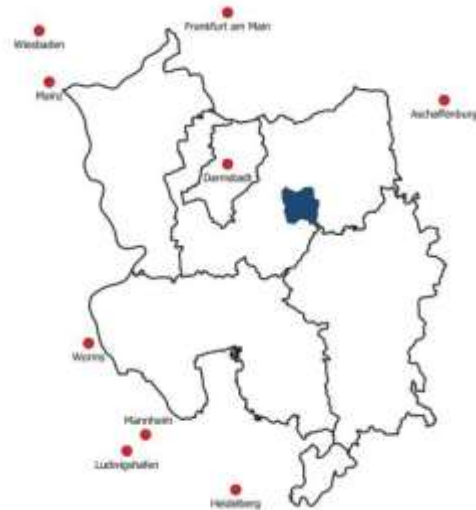 Frankfurt am Main
Wiesbaden
Mainz
Aschaffenburg
Darmstadt
Worms
Mannheim
Ludwigshafen
Heidelberg